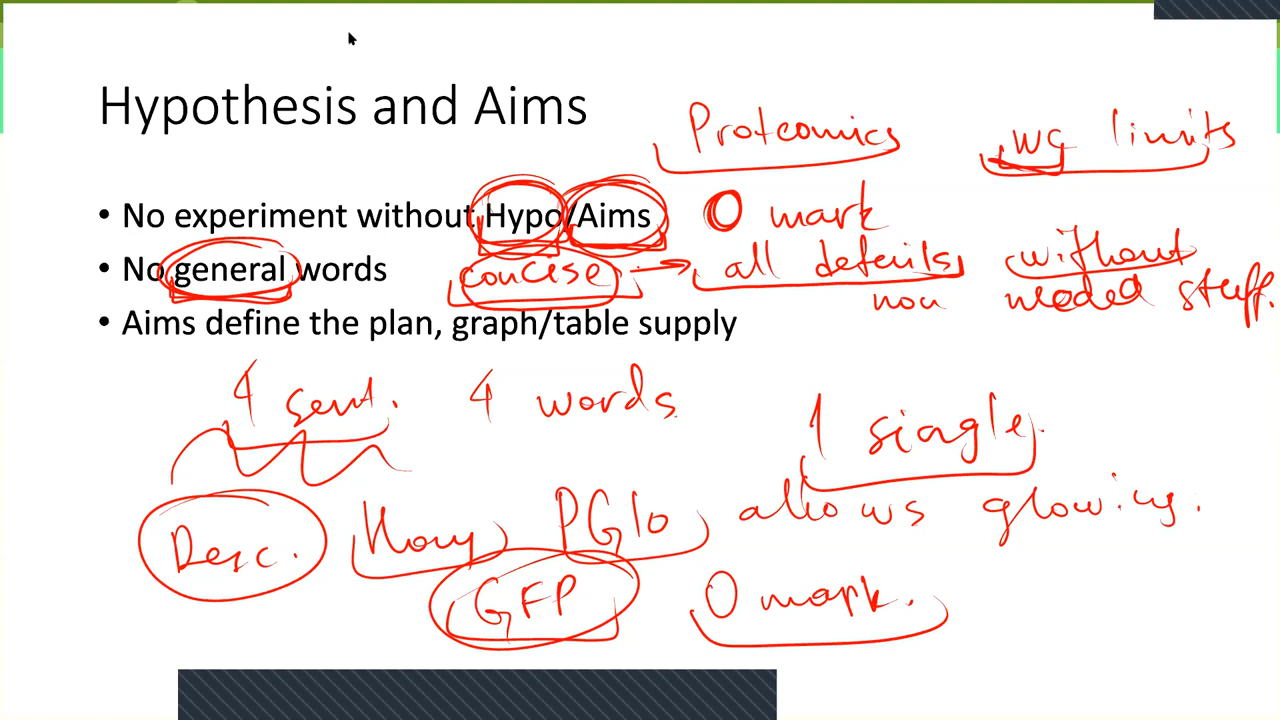 Hypothesis and Aims
Proteomics wc limits
• No experiment without Hypo/Aims 0 mark
• No general words concise → all details without
non needed stuff.
• Aims define the plan, graph/table supply
4 sent. 4 words
1 single.
Desc. PGlo allows glowing.
GFP 0 mark.